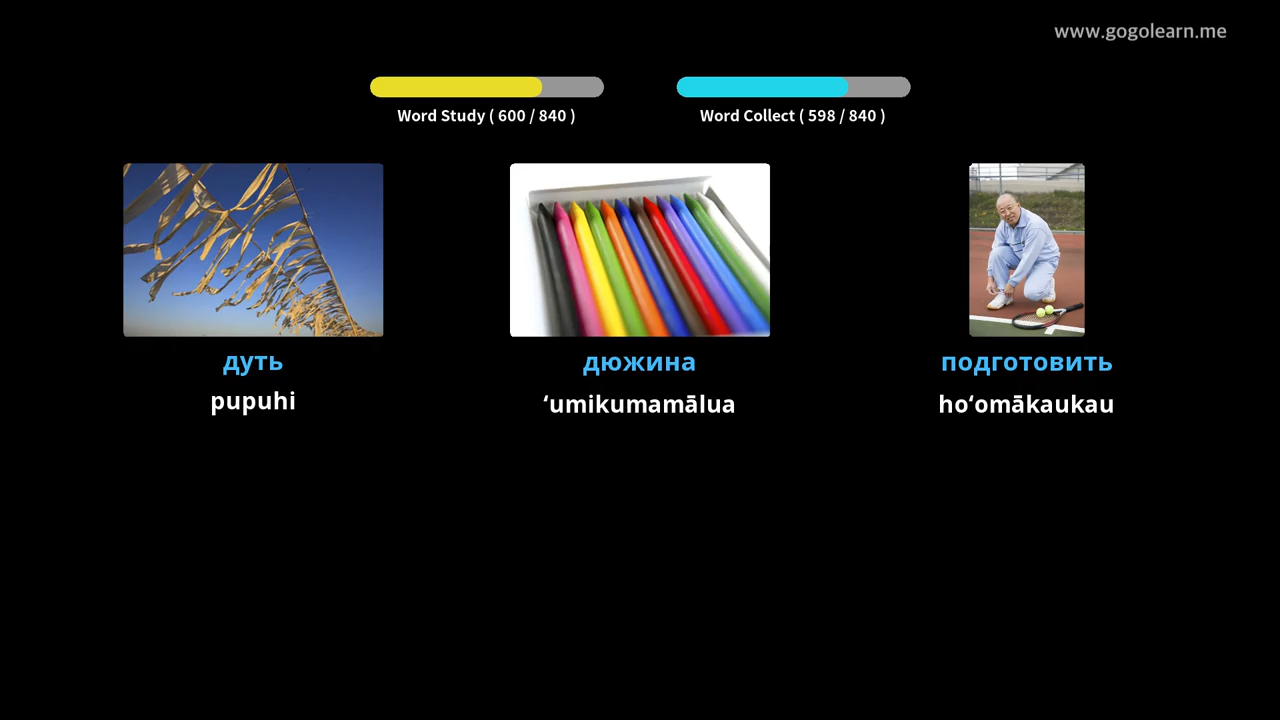 www.gogolearn.me
Word Study ( 600 / 840 )
Word Collect ( 598 / 840 )
дуть
дюжина
подготовить
pupuhi
ʻumikumamālua
hoʻomākaukau